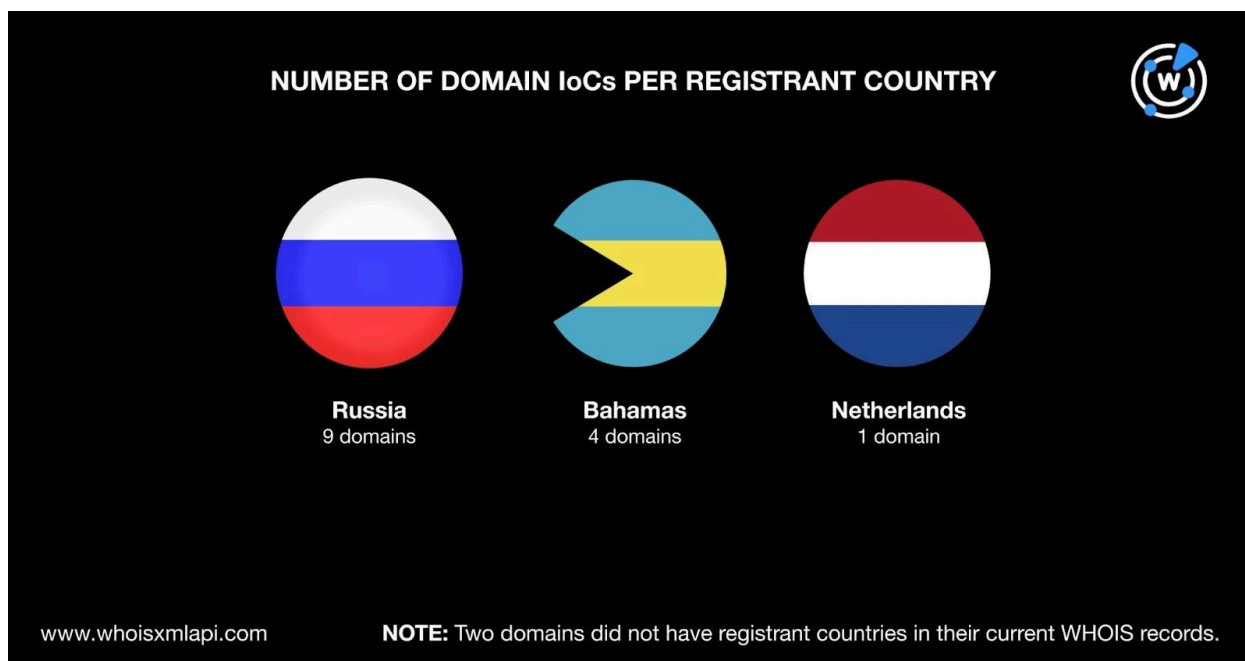 NUMBER OF DOMAIN IoCs PER REGISTRANT COUNTRY
W
Russia
9 domains
Bahamas
4 domains
Netherlands
1 domain
www.whoisxmlapi.com
NOTE: Two domains did not have registrant countries in their current WHOIS records.